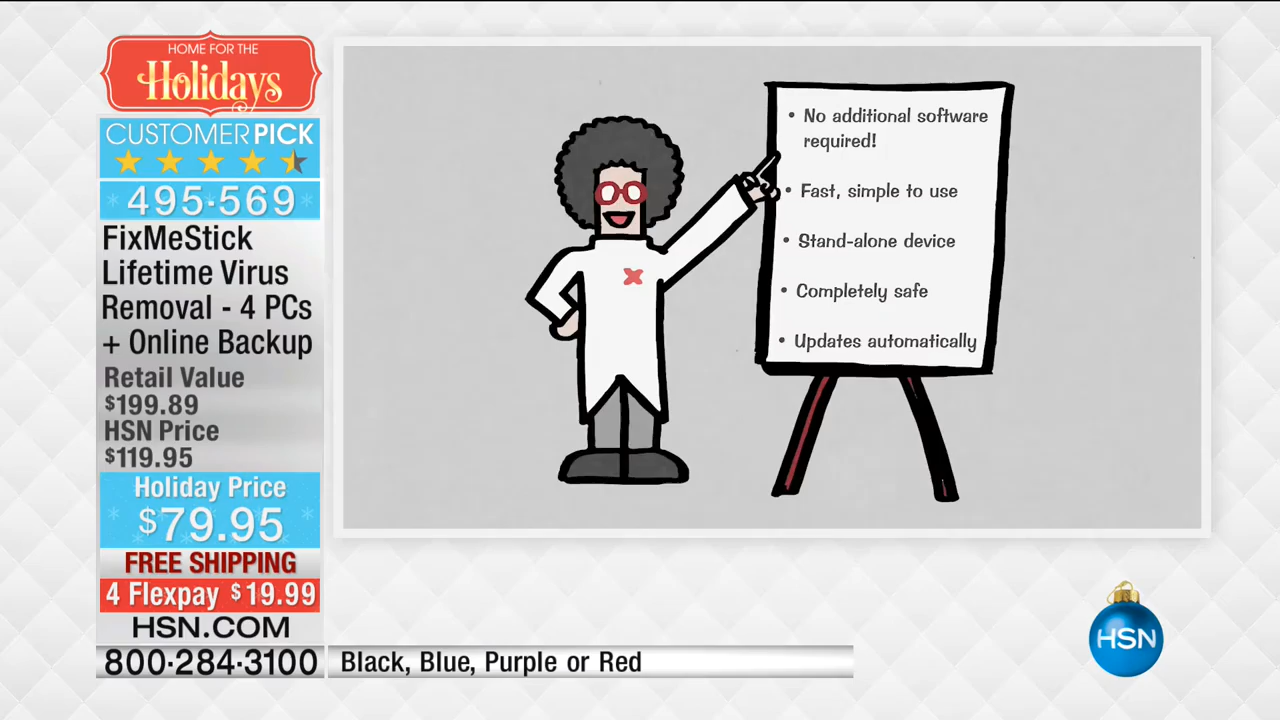 HOME FOR THE
Holidays
CUSTOMER PICK
495-569
FixMeStick
Lifetime Virus
Removal - 4 PCs
+ Online Backup
Retail Value
$199.89
HSN Price
$119.95
Holiday Price
$79.95
FREE SHIPPING
4 Flexpay $19.99
HSN.COM
800-284-3100
Black, Blue, Purple or Red
• No additional software
required!
• Fast, simple to use
• Stand-alone device
• Completely safe
• Updates automatically
HSN